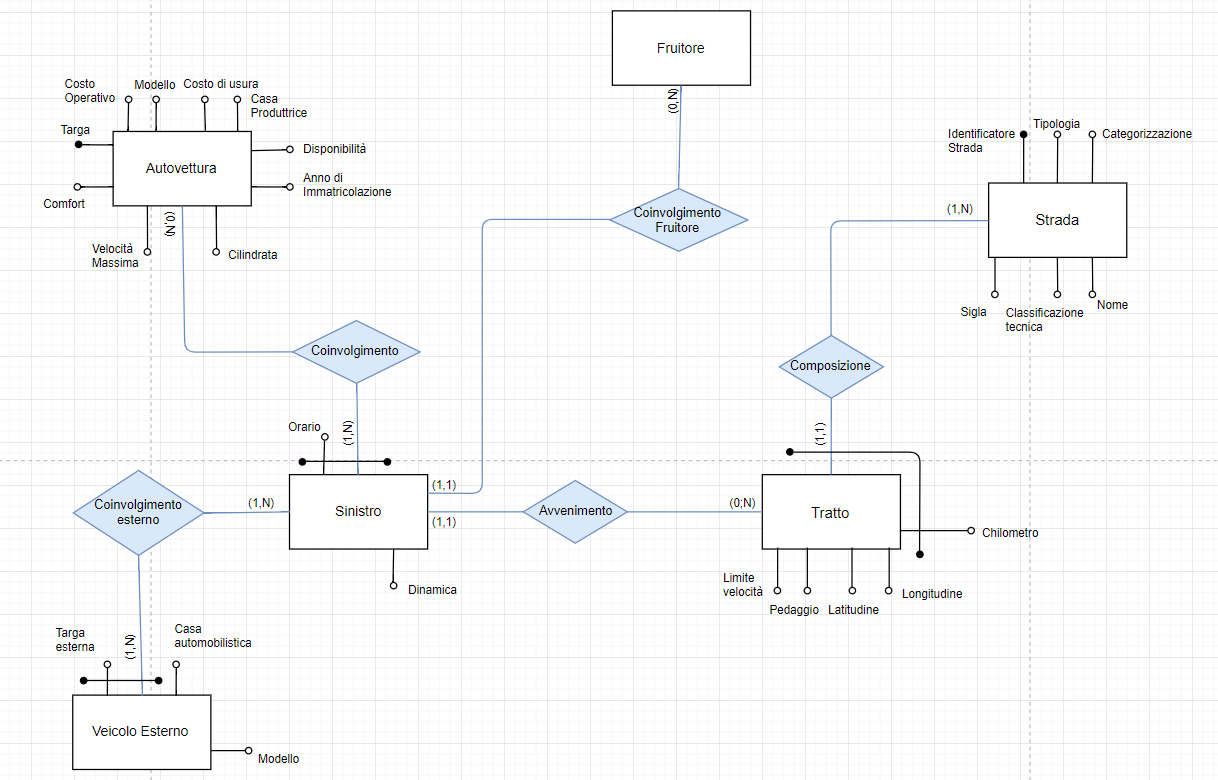 Fruitore
(0,N)
Costo
Operativo
Modello
Costo di usura
Casa
Produttrice
Targa
Autovettura
Disponibilità
Anno di
Immatricolazione
Comfort
(0,N)
Velocità
Massima
Cilindrata
Coinvolgimento
Fruitore
Identificatore
Strada
Tipologia
Categorizzazione
(1,N)
Strada
Sigla
Classificazione
tecnica
Nome
Coinvolgimento
Composizione
Orario
(1,N)
(1,1)
Coinvolgimento
esterno
(1,N)
Sinistro
(1,1)
(1,1)
Avvenimento
(0;N)
Tratto
Chilometro
Dinamica
Limite
velocità
Pedaggio
Latitudine
Longitudine
Targa
esterna
(1,N)
Casa
automobilistica
Veicolo Esterno
Modello